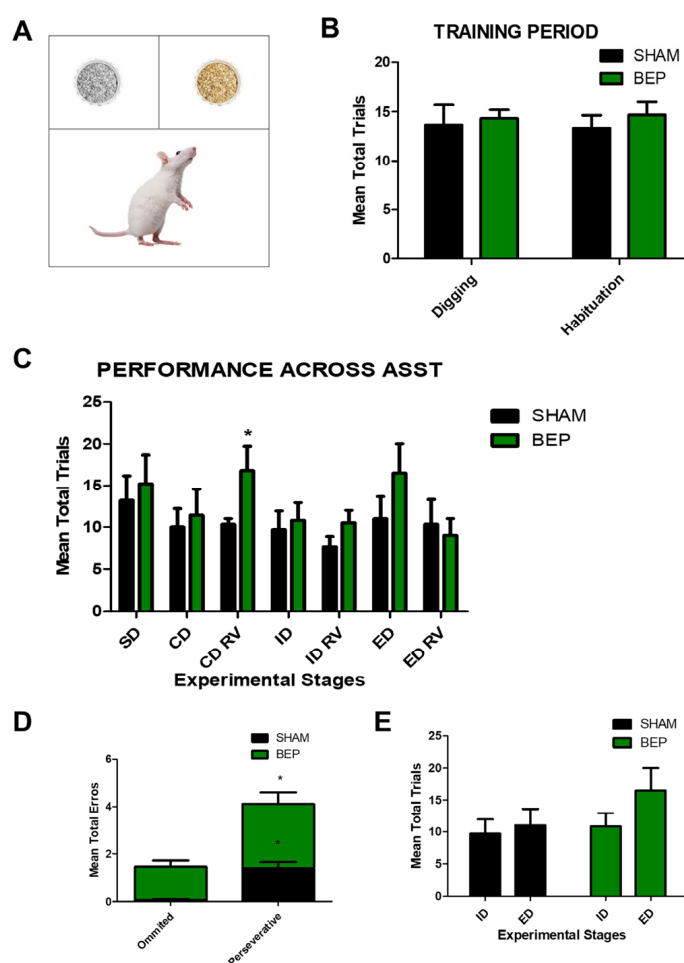 A
B
TRAINING PERIOD
SHAM
BEP
Mean Total Trials
20
15
10
5
0
Digging
Habituation
C
PERFORMANCE ACROSS ASST
SHAM
BEP
Mean Total Trials
25
20
15
10
5
0
*
SD
CD
CD RV
ID
ID RV
ED
ED RV
Experimental Stages
D
SHAM
BEP
Mean Total Erros
6
4
2
0
*
*
Ommited
Perseverative
E
SHAM
BEP
Mean Total Trials
25
20
15
10
5
0
ID
ED
ID
ED
Experimental Stages